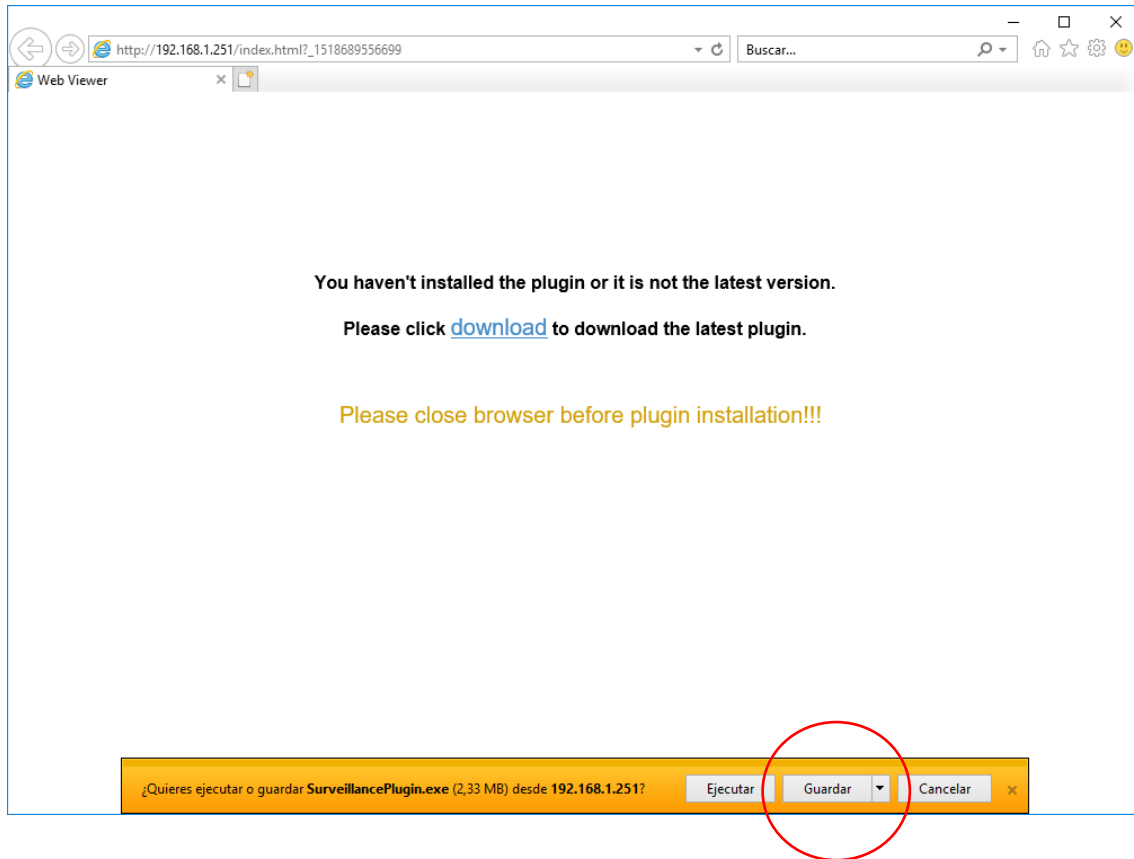 http://192.168.1.251/index.html?_1518689556699
Buscar...
Web Viewer
You haven't installed the plugin or it is not the latest version.
Please click download to download the latest plugin.
Please close browser before plugin installation!!!
¿Quieres ejecutar o guardar SurveillancePlugin.exe (2,33 MB) desde 192.168.1.251? Ejecutar Guardar Cancelar